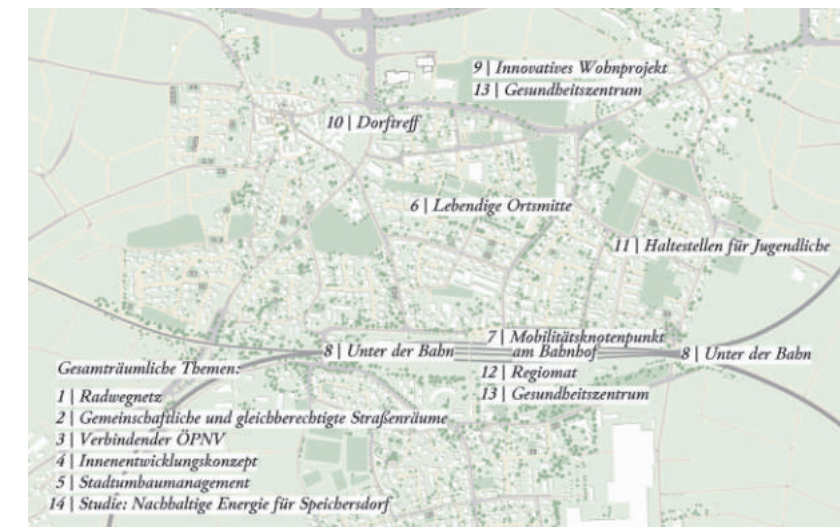 9 | Innovatives Wohnprojekt
13 | Gesundheitszentrum
10 | Dorftreff
6 | Lebendige Ortsmitte
11 | Haltestellen für Jugendliche
7 | Mobilitätsknotenpunkt
am Bahnhof
8 | Unter der Bahn
8 | Unter der Bahn
12 | Regiomat
13 | Gesundheitszentrum
Gesamträumliche Themen:
1 | Radwegnetz
2 | Gemeinschaftliche und gleichberechtigte Straßenräume
3 | Verbindender ÖPNV
4 | Innenentwicklungskonzept
5 | Stadtumbaumanagement
14 | Studie: Nachhaltige Energie für Speichersdorf